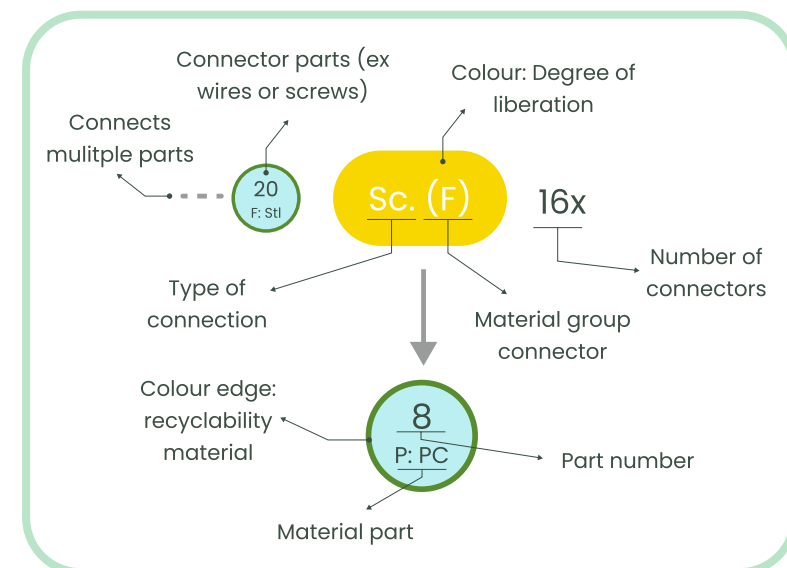 Connector parts (ex
wires or screws)
Colour: Degree of
liberation
Connects
mulitple parts
20
F: Stl
Sc. (F)
16x
Type of
connection
Number of
connectors
Material group
connector
Colour edge:
recyclability
material
8
P: PC
Part number
Material part